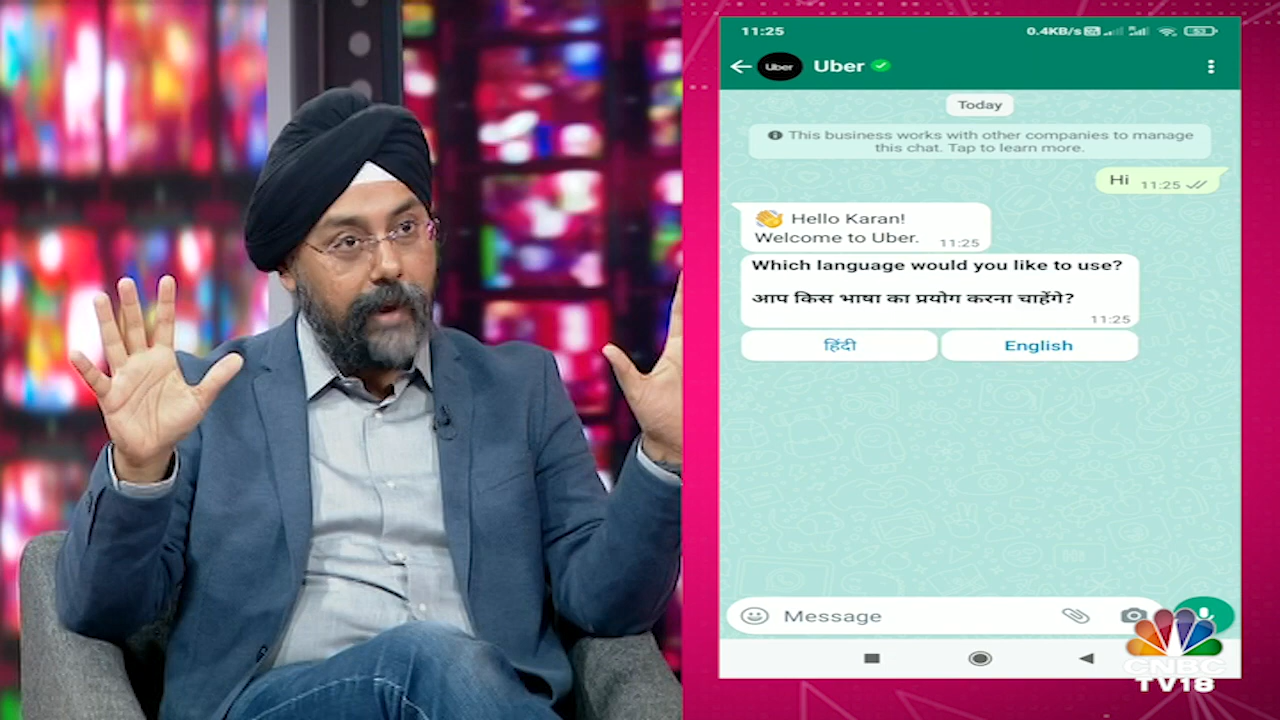 11:25
0.4KB/s
53
Uber
Uber
Today
This business works with other companies to manage
this chat. Tap to learn more.
Hi 11:25
👋 Hello Karan!
Welcome to Uber. 11:25
Which language would you like to use?
आप किस भाषा का प्रयोग करना चाहेंगे?
11:25
हिंदी
English
Message
CNBC
TV18